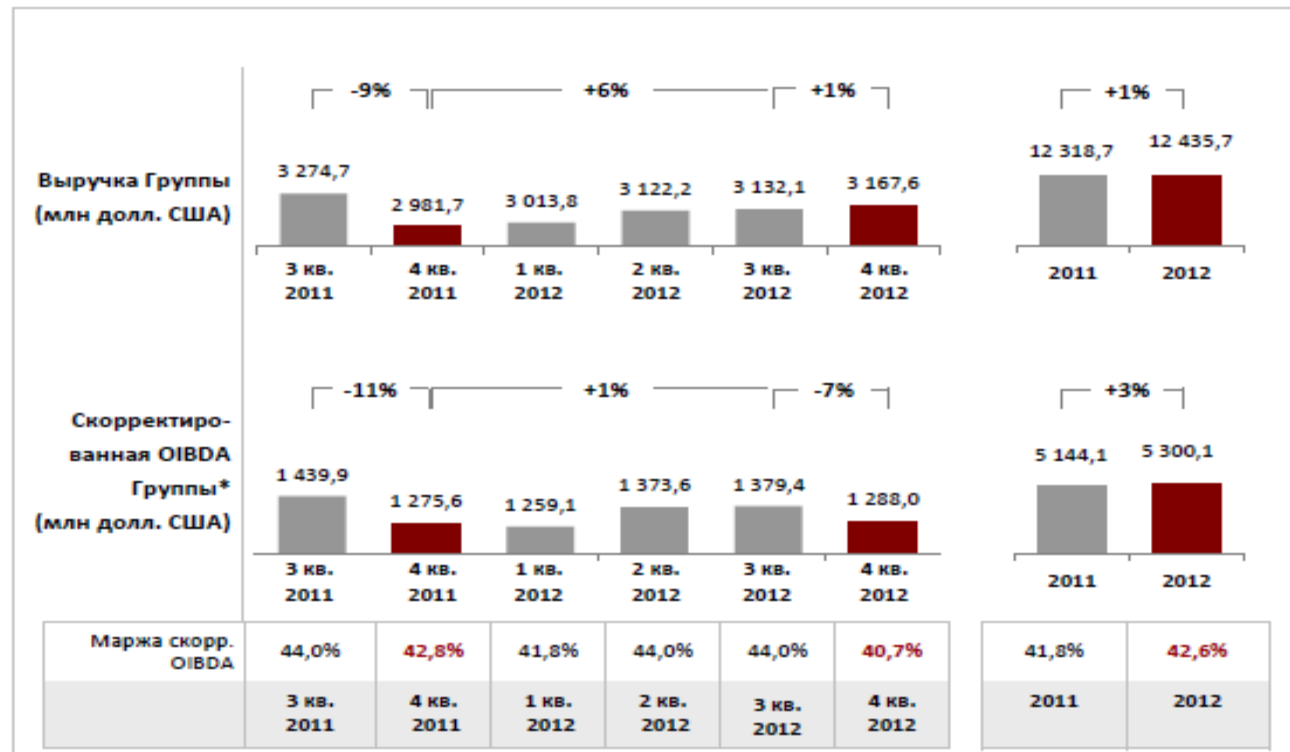 -9% +6% +1% +1%
Выручка Группы
(млн долл. США)
3 274,7 2 981,7 3 013,8 3 122,2 3 132,1 3 167,6 12 318,7 12 435,7
3 кв. 4 кв. 1 кв. 2 кв. 3 кв. 4 кв.
2011 2011 2012 2012 2012 2012 2011 2012
-11% +1% -7% +3%
Скорректиро-
ванная OIBDA
Группы*
(млн долл. США)
1 439,9 1 275,6 1 259,1 1 373,6 1 379,4 1 288,0 5 144,1 5 300,1
3 кв. 4 кв. 1 кв. 2 кв. 3 кв. 4 кв.
2011 2011 2012 2012 2012 2012 2011 2012
Маржа скорр.
OIBDA
44,0% 42,8% 41,8% 44,0% 44,0% 40,7% 41,8% 42,6%
3 кв. 4 кв. 1 кв. 2 кв. 3 кв. 4 кв.
2011 2011 2012 2012 2012 2012 2011 2012